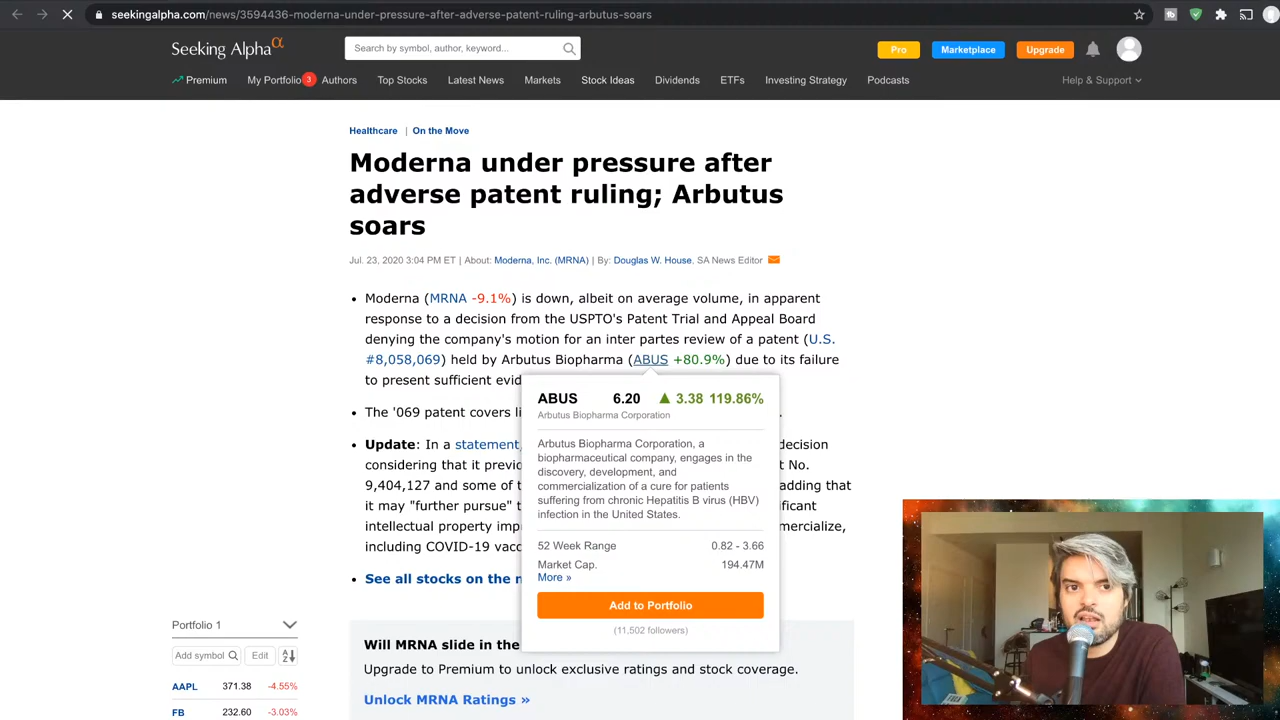 seekingalpha.com/news/3594436-moderna-under-pressure-after-adverse-patent-ruling-arbutus-soars
Seeking Alpha α
Search by symbol, author, keyword...
Pro
Marketplace
Upgrade
Premium
My Portfolio 3
Authors
Top Stocks
Latest News
Markets
Stock Ideas
Dividends
ETFs
Investing Strategy
Podcasts
Help & Support
Healthcare | On the Move
Moderna under pressure after
adverse patent ruling; Arbutus
soars
Jul. 23, 2020 3:04 PM ET | About: Moderna, Inc. (MRNA) | By: Douglas W. House, SA News Editor
• Moderna (MRNA -9.1%) is down, albeit on average volume, in apparent
response to a decision from the USPTO's Patent Trial and Appeal Board
denying the company's motion for an inter partes review of a patent (U.S.
#8,058,069) held by Arbutus Biopharma (ABUS +80.9%) due to its failure
to present sufficient evid
• The '069 patent covers li
• Update: In a statement, decision
considering that it previo t No.
9,404,127 and some of t adding that
it may "further pursue" t ificant
intellectual property imp mercialize,
including COVID-19 vacc
• See all stocks on the m
ABUS 6.20 ▲ 3.38 119.86%
Arbutus Biopharma Corporation
Arbutus Biopharma Corporation, a
biopharmaceutical company, engages in the
discovery, development, and
commercialization of a cure for patients
suffering from chronic Hepatitis B virus (HBV)
infection in the United States.
52 Week Range 0.82 - 3.66
Market Cap. 194.47M
More »
Add to Portfolio
(11,502 followers)
Portfolio 1
Add symbol
Edit
A Z
AAPL 371.38 -4.55%
FB 232.60 -3.03%
Will MRNA slide in the
Upgrade to Premium to unlock exclusive ratings and stock coverage.
Unlock MRNA Ratings »